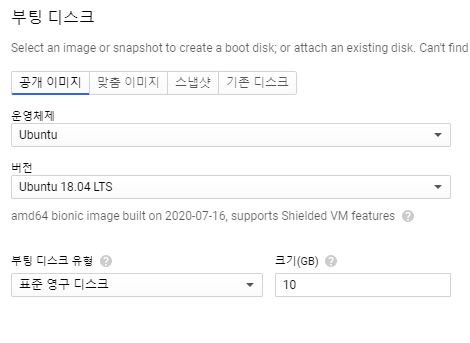 부팅 디스크
Select an image or snapshot to create a boot disk; or attach an existing disk. Can't find
공개 이미지 맞춤 이미지 스냅샷 기존 디스크
운영체제
Ubuntu
버전
Ubuntu 18.04 LTS
amd64 bionic image built on 2020-07-16, supports Shielded VM features ?
부팅 디스크 유형 ? 크기(GB) ?
표준 영구 디스크 10